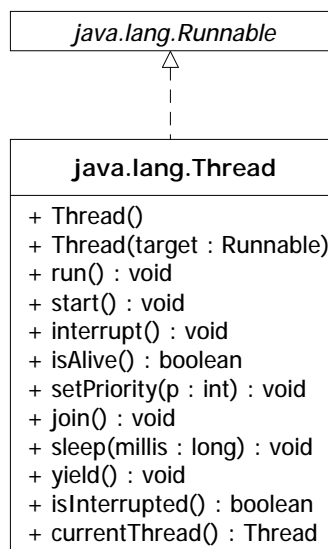 java.lang.Runnable
java.lang.Thread
+ Thread()
+ Thread(target : Runnable)
+ run() : void
+ start() : void
+ interrupt() : void
+ isAlive() : boolean
+ setPriority(p : int) : void
+ join() : void
+ sleep(millis : long) : void
+ yield() : void
+ isInterrupted() : boolean
+ currentThread() : Thread